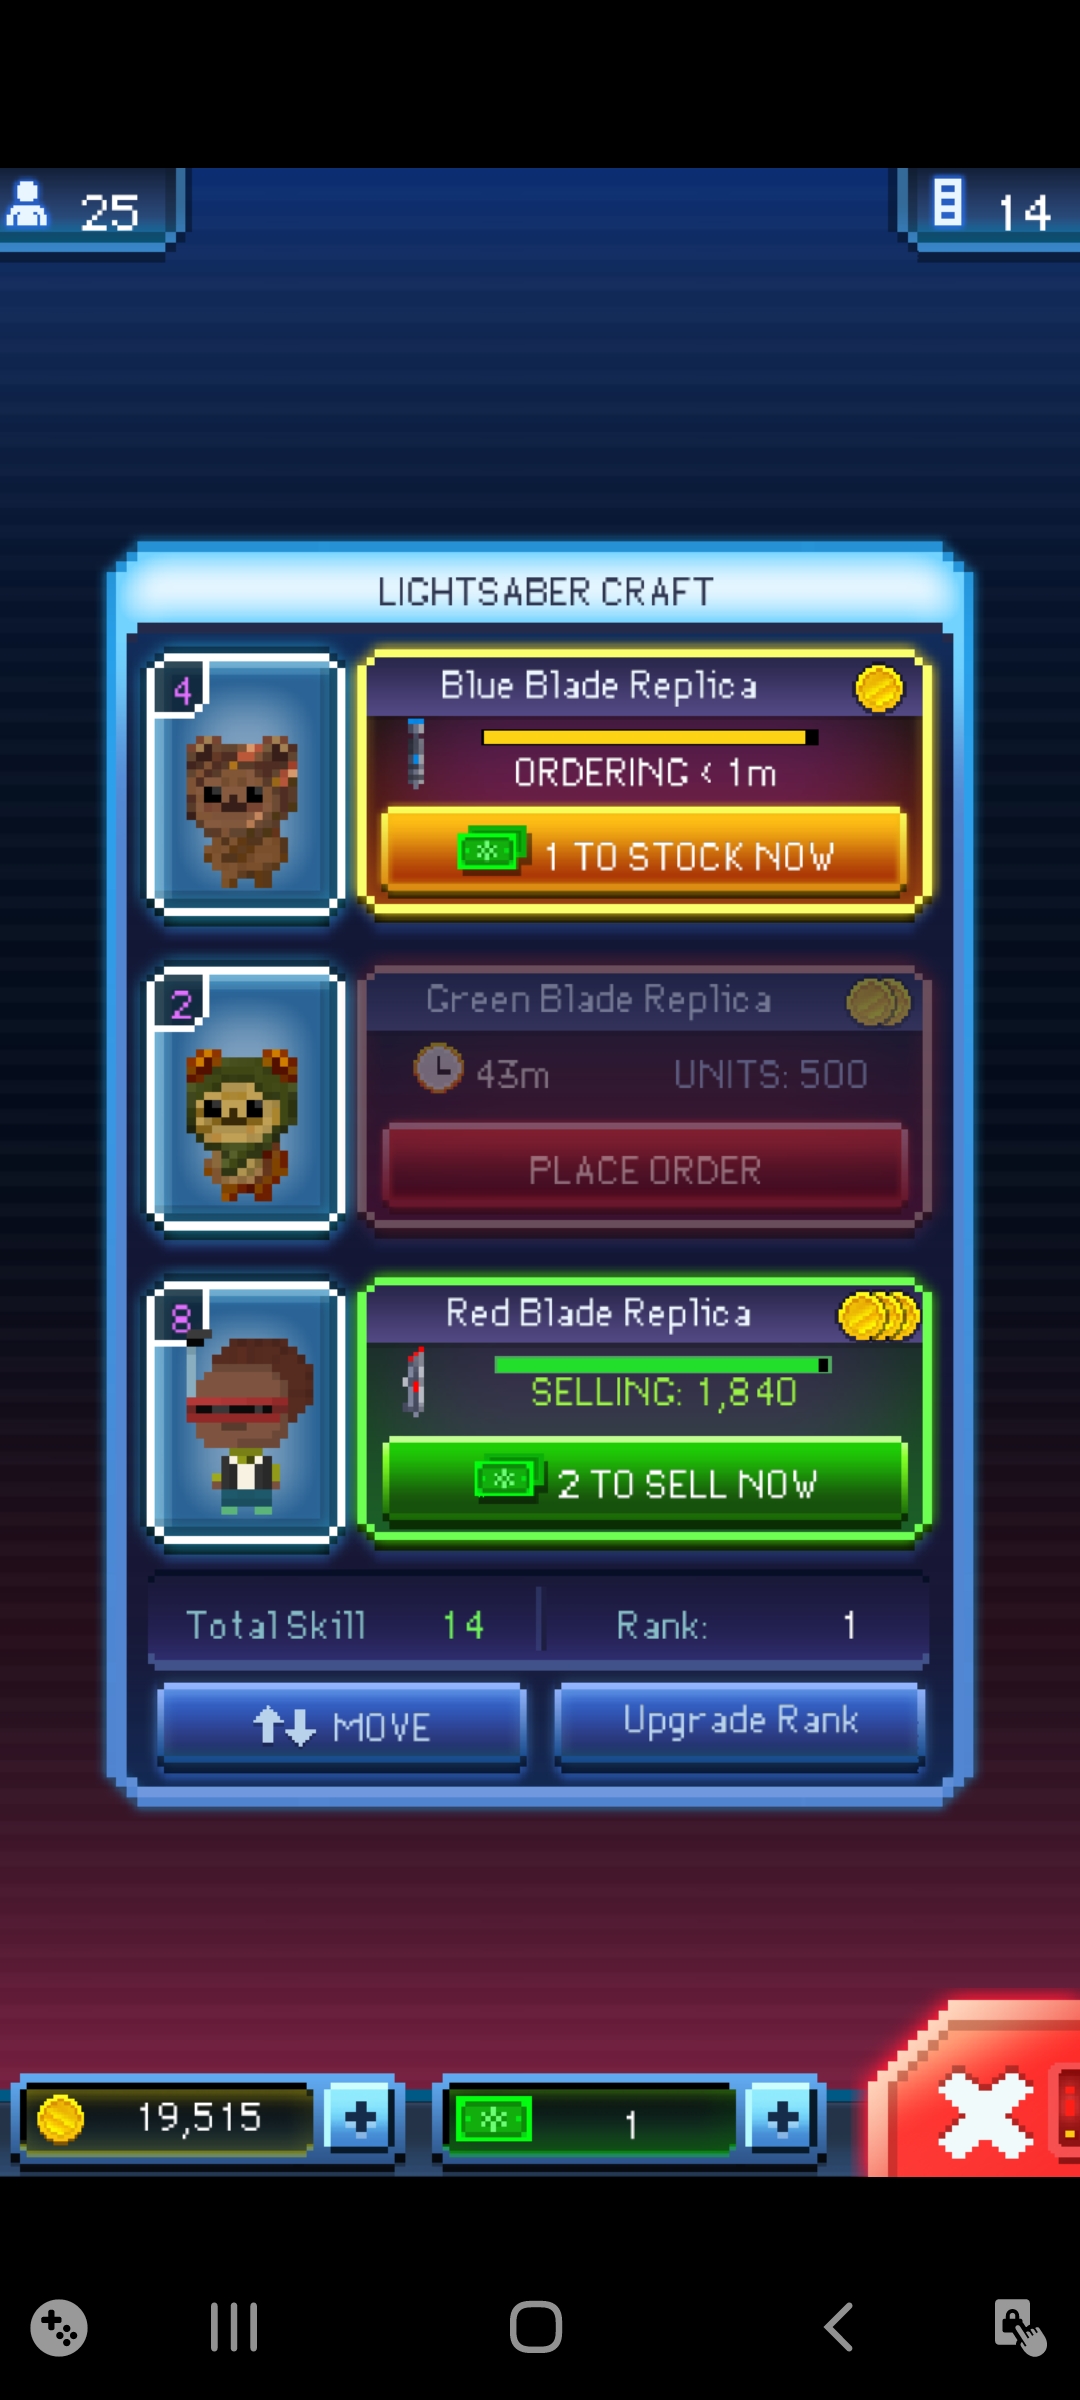 25
14
LIGHTSABER CRAFT
4
Blue Blade Replica
ORDERING < 1m
1 TO STOCK NOW
2
Green Blade Replica
43m UNITS: 500
PLACE ORDER
8
Red Blade Replica
SELLING: 1,840
2 TO SELL NOW
Total Skill 14 Rank: 1
MOVE Upgrade Rank
19,515 1